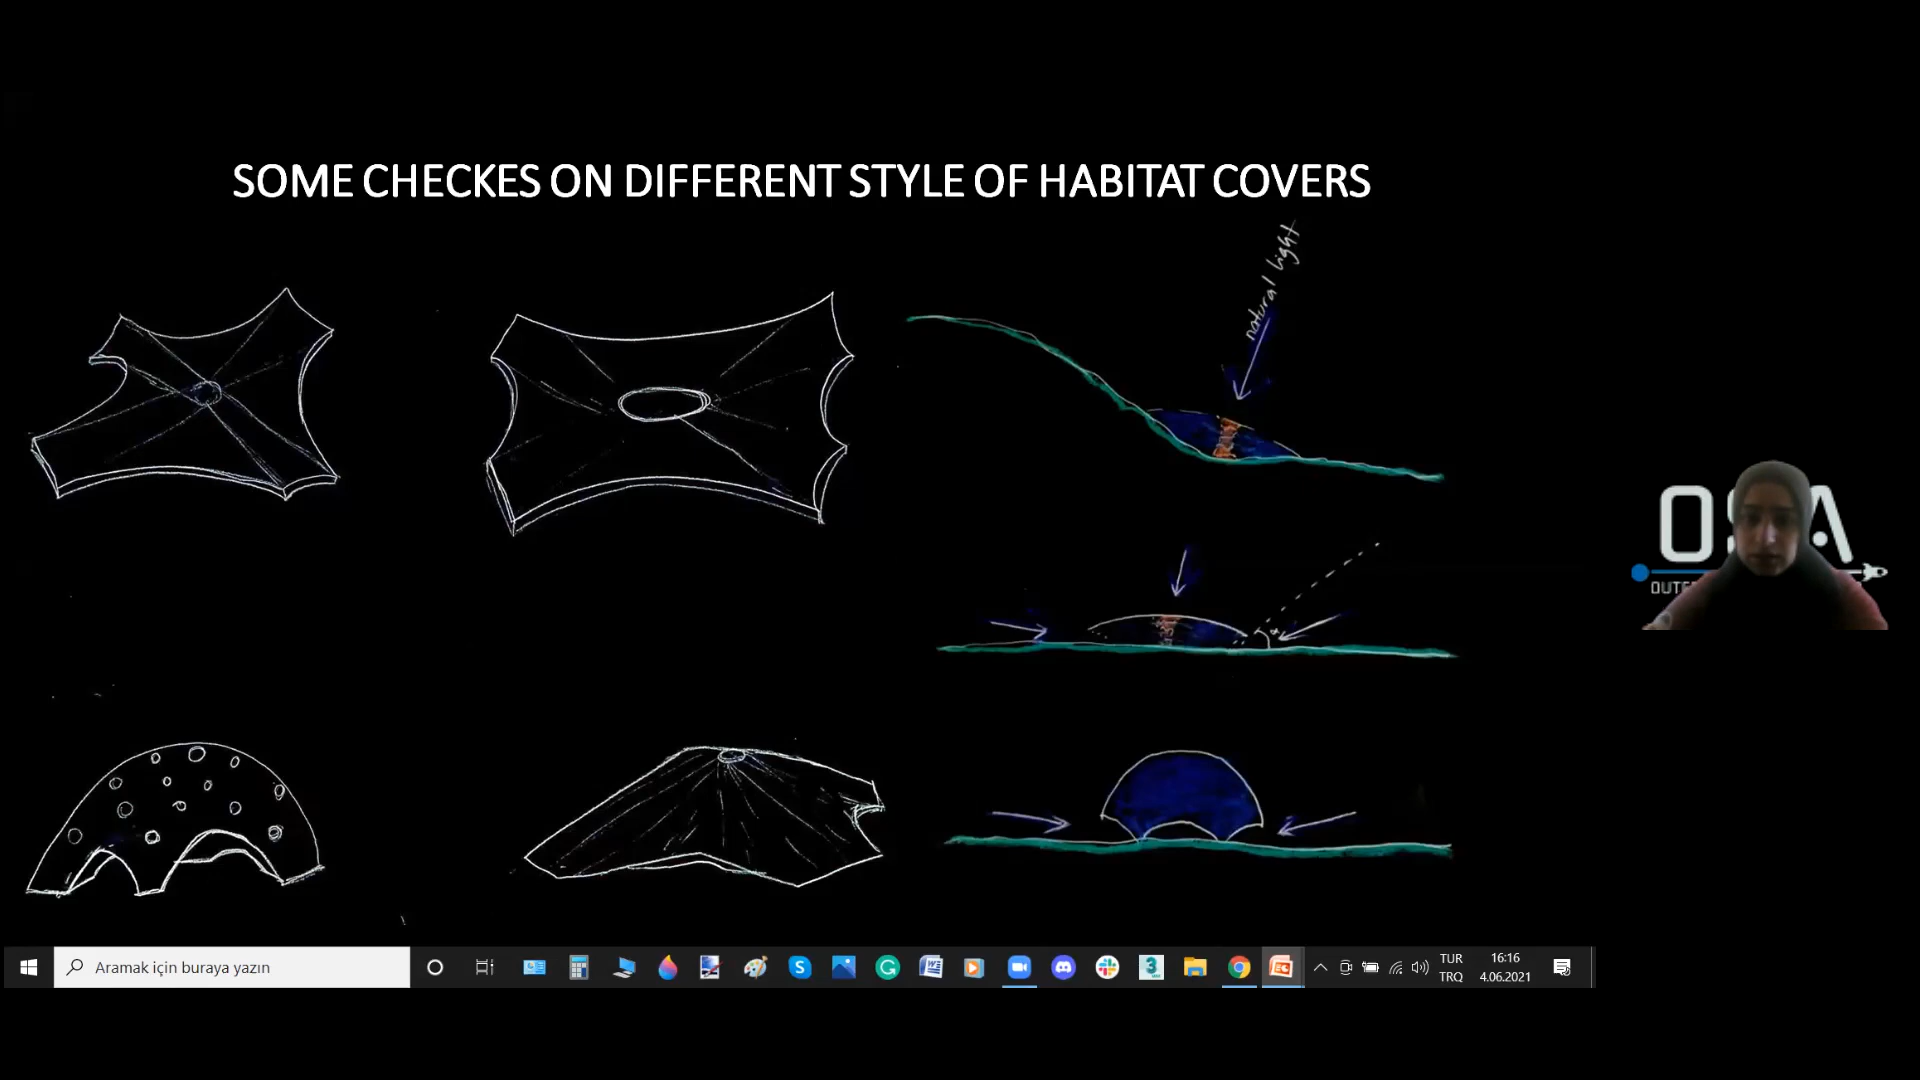 SOME CHECKES ON DIFFERENT STYLE OF HABITAT COVERS
natural light
α
Aramak için buraya yazın
TUR
TRQ
16:16
4.06.2021